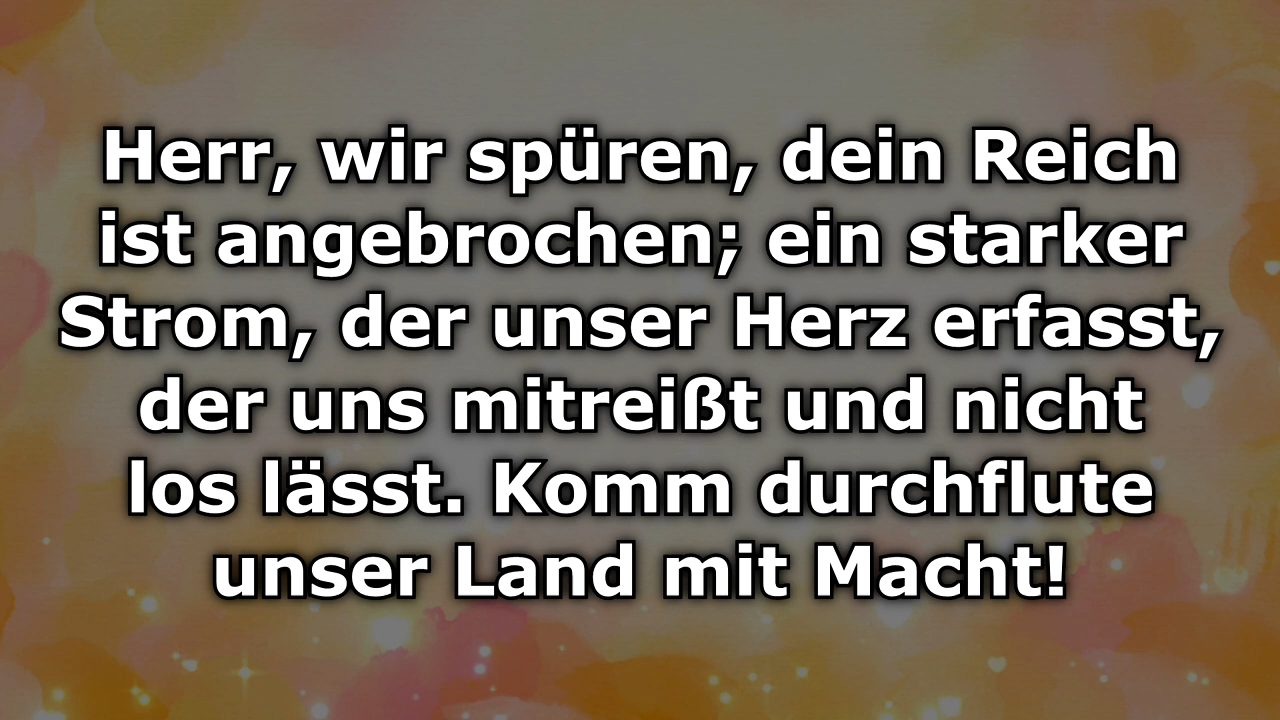 Herr, wir spüren, dein Reich
ist angebrochen; ein starker
Strom, der unser Herz erfasst,
der uns mitreißt und nicht
los lässt. Komm durchflute
unser Land mit Macht!